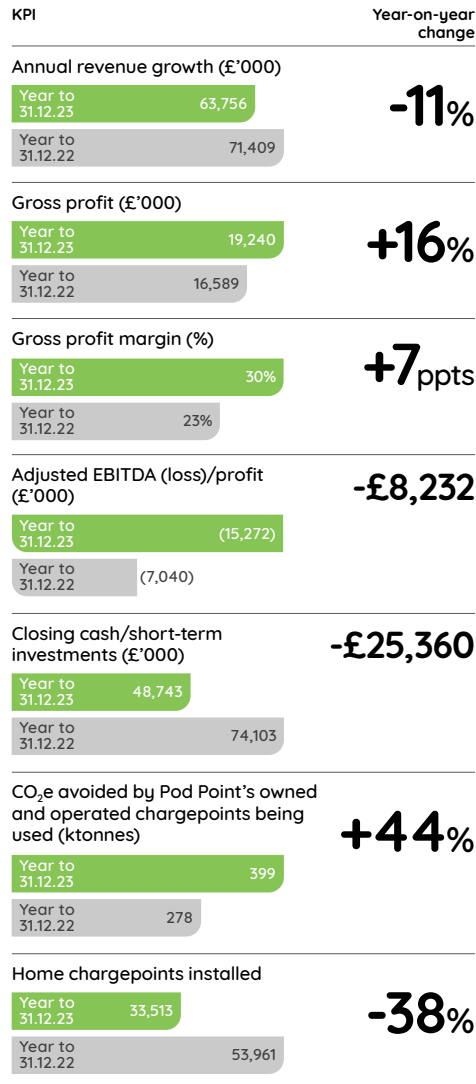 KPI
Year-on-year
change
Annual revenue growth (£’000)
Year to
31.12.23
63,756
Year to
31.12.22
71,409
-11%
Gross profit (£’000)
Year to
31.12.23
19,240
Year to
31.12.22
16,589
+16%
Gross profit margin (%)
Year to
31.12.23
30%
Year to
31.12.22
23%
+7ppts
Adjusted EBITDA (loss)/profit
(£’000)
Year to
31.12.23
(15,272)
Year to
31.12.22
(7,040)
-£8,232
Closing cash/short-term
investments (£’000)
Year to
31.12.23
48,743
Year to
31.12.22
74,103
-£25,360
CO₂e avoided by Pod Point’s owned
and operated chargepoints being
used (ktonnes)
Year to
31.12.23
399
Year to
31.12.22
278
+44%
Home chargepoints installed
Year to
31.12.23
33,513
Year to
31.12.22
53,961
-38%